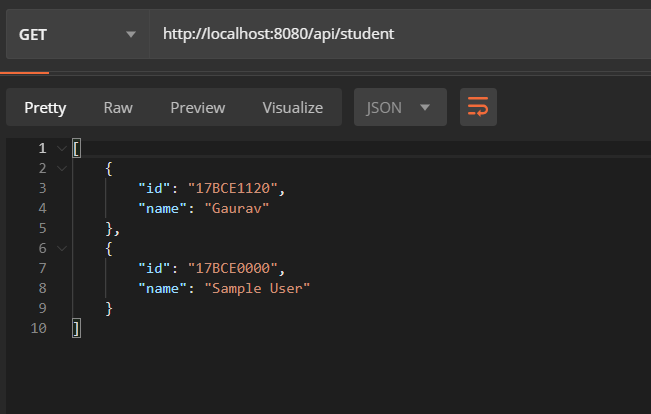 GET http://localhost:8080/api/student
Pretty Raw Preview Visualize JSON
1 [
2 {
3 "id": "17BCE1120",
4 "name": "Gaurav"
5 },
6 {
7 "id": "17BCE0000",
8 "name": "Sample User"
9 }
10 ]